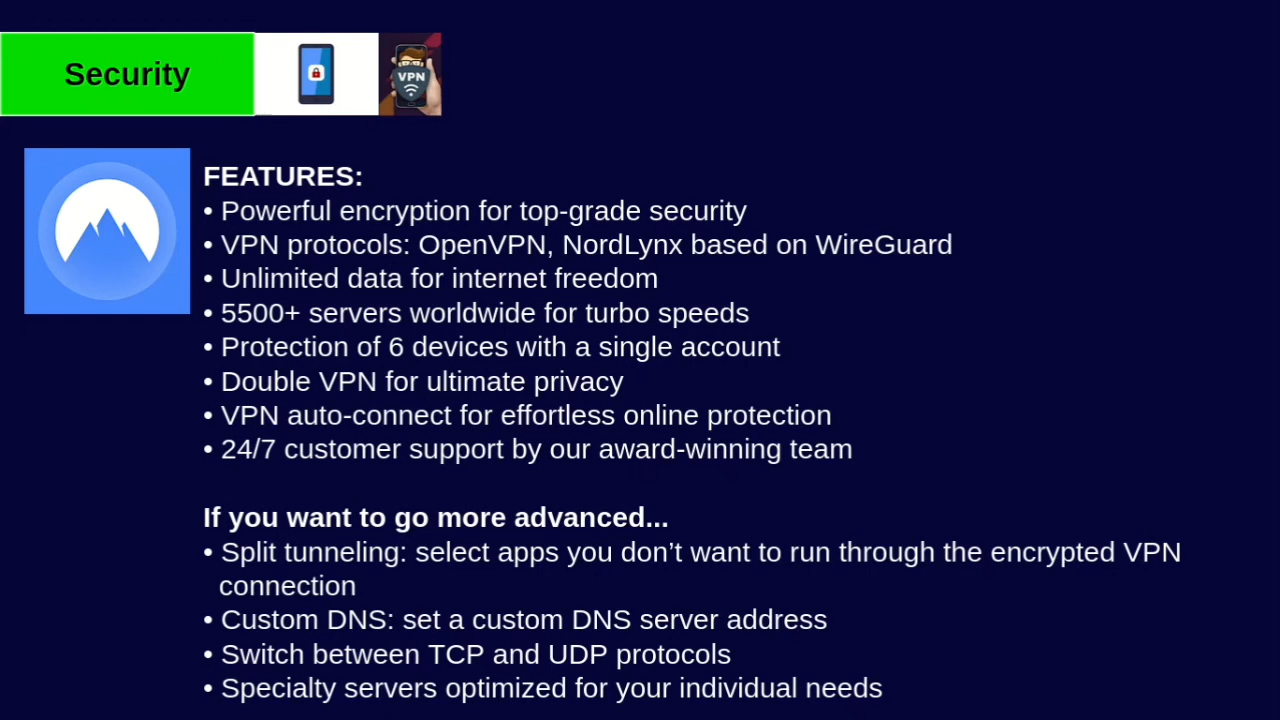 Security
VPN
FEATURES:
• Powerful encryption for top-grade security
• VPN protocols: OpenVPN, NordLynx based on WireGuard
• Unlimited data for internet freedom
• 5500+ servers worldwide for turbo speeds
• Protection of 6 devices with a single account
• Double VPN for ultimate privacy
• VPN auto-connect for effortless online protection
• 24/7 customer support by our award-winning team
If you want to go more advanced...
• Split tunneling: select apps you don’t want to run through the encrypted VPN
connection
• Custom DNS: set a custom DNS server address
• Switch between TCP and UDP protocols
• Specialty servers optimized for your individual needs